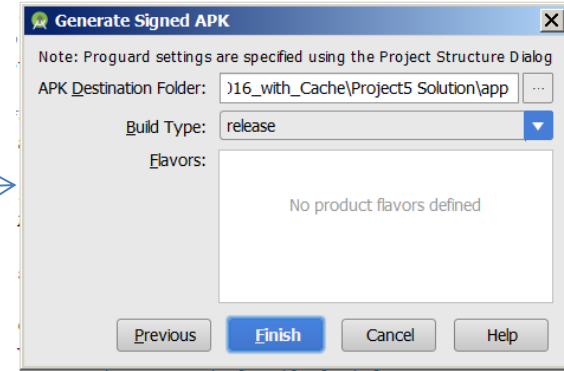 Generate Signed APK
Note: Proguard settings are specified using the Project Structure Dialog
APK Destination Folder: 016_with_Cache\Project5 Solution\app ...
Build Type: release
Flavors:
No product flavors defined
Previous Finish Cancel Help